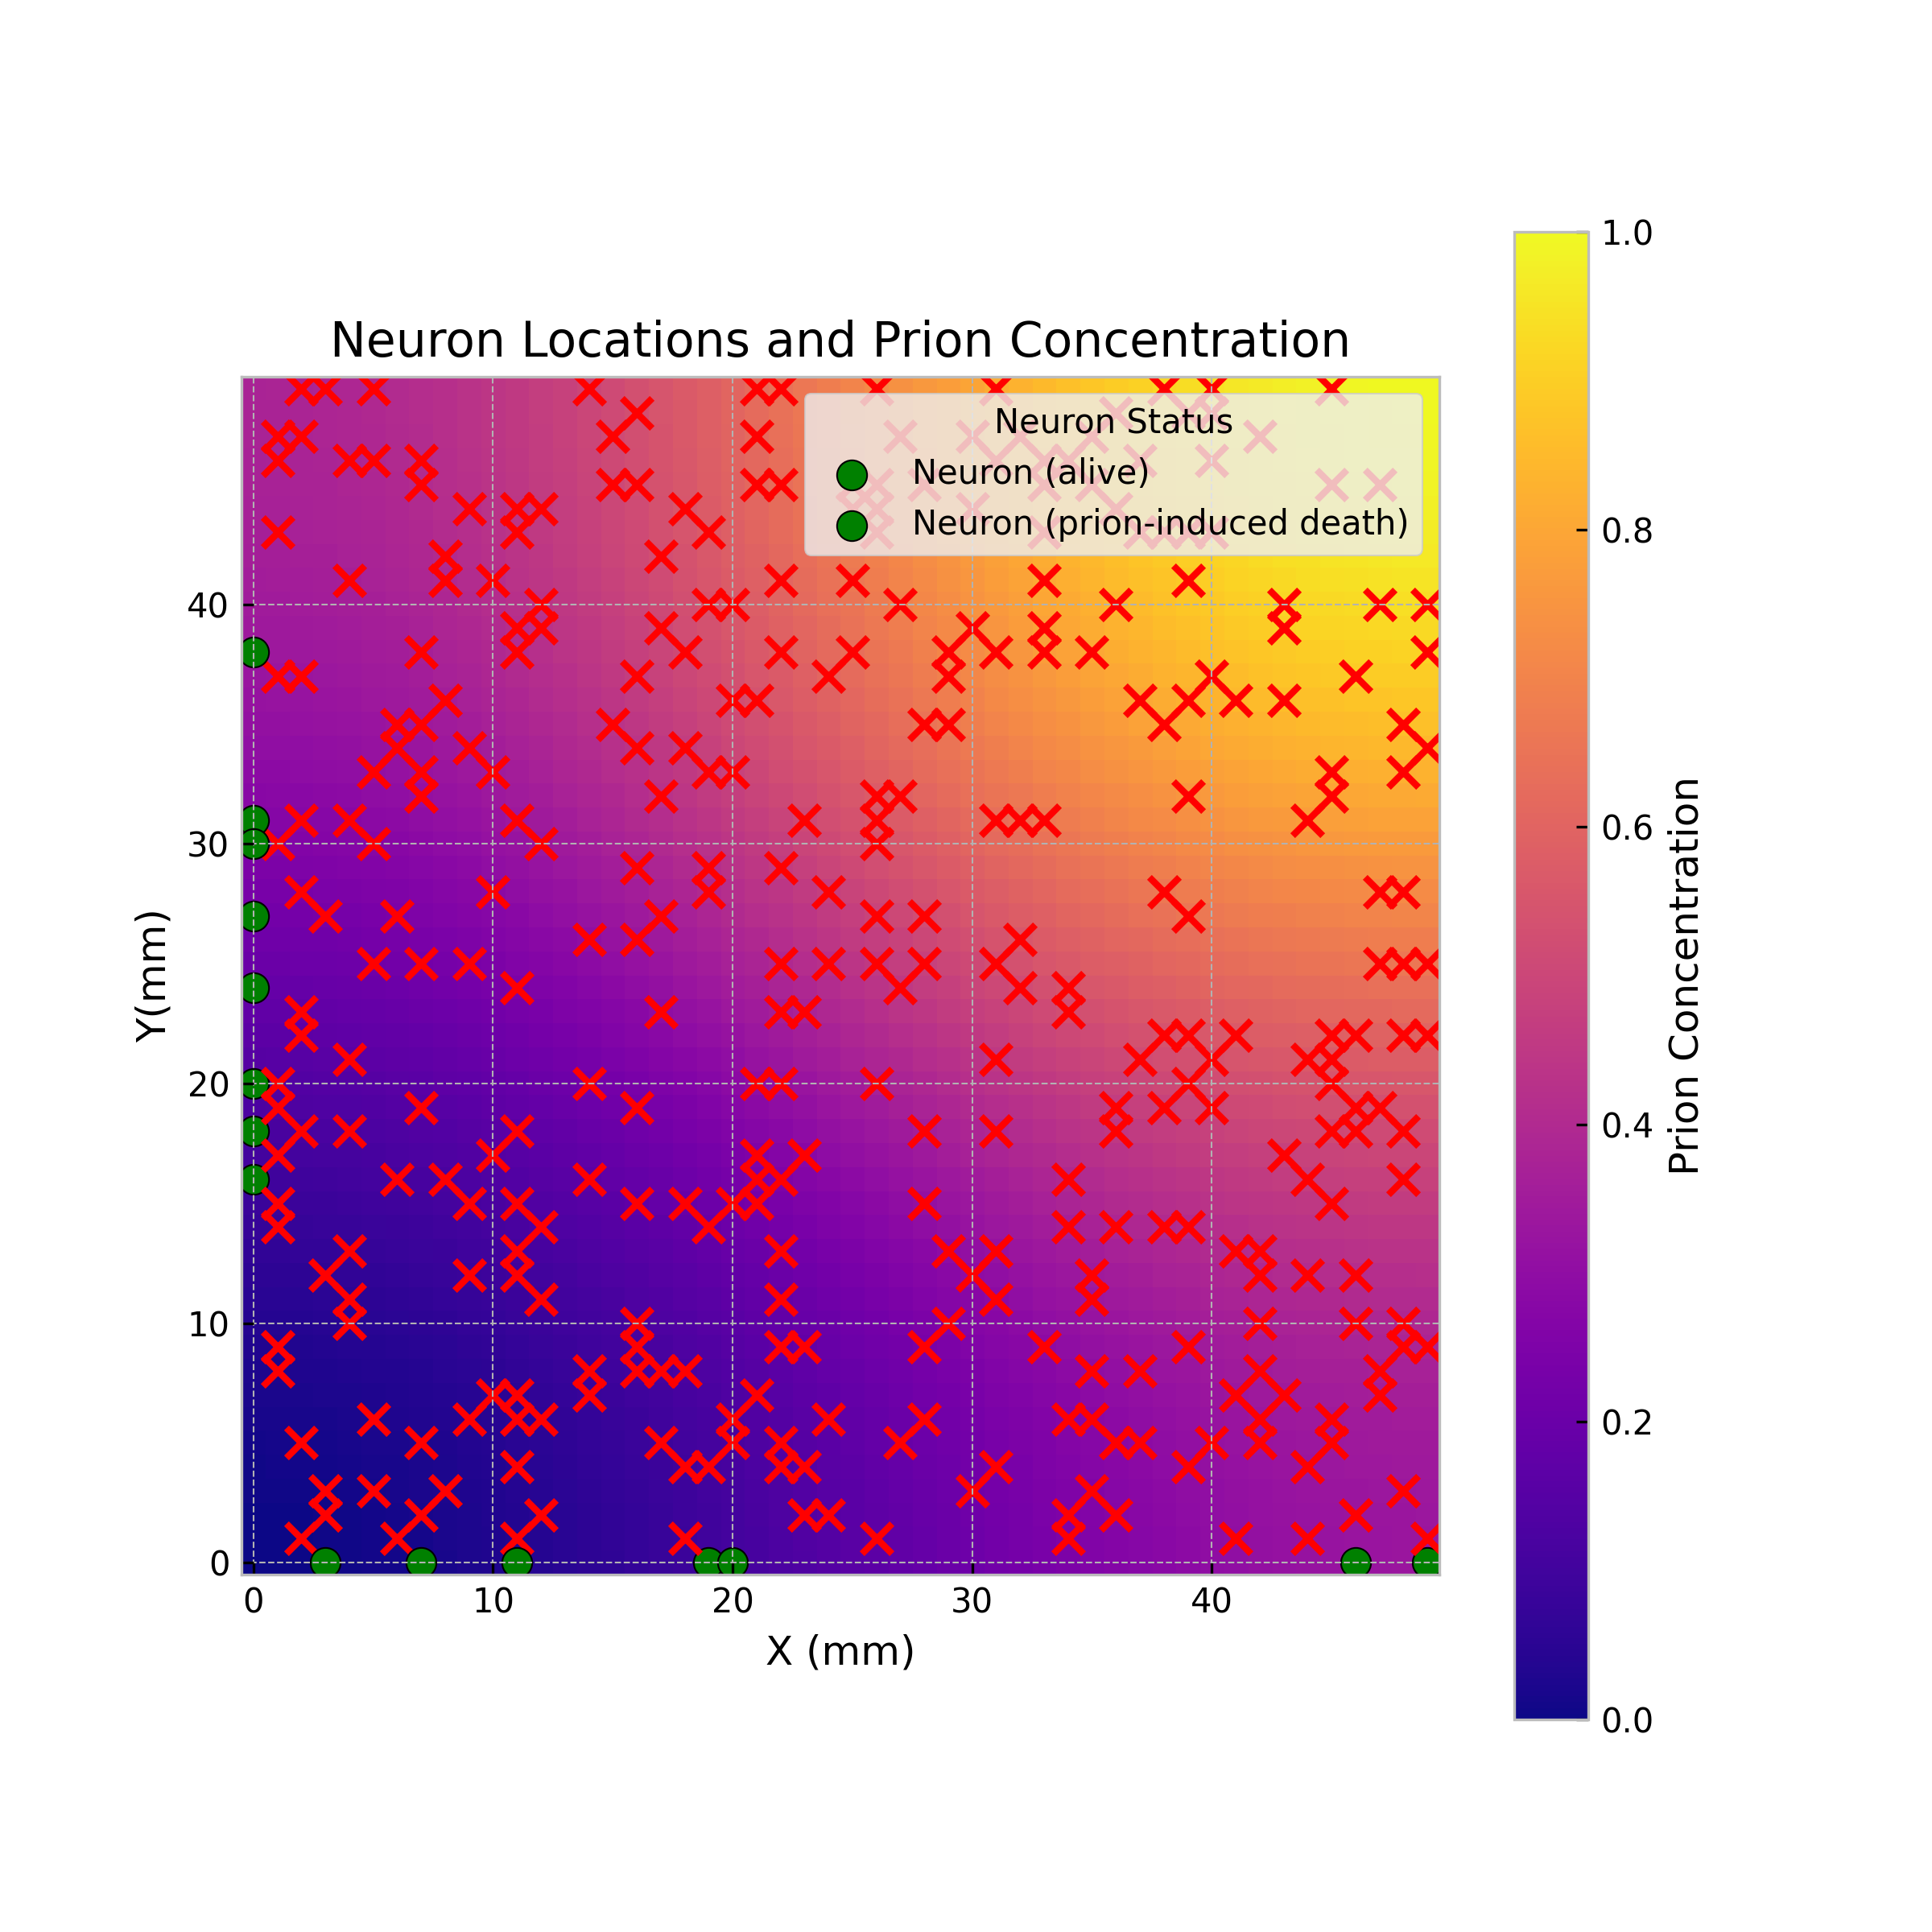 Neuron Locations and Prion Concentration
Neuron Status
Neuron (alive)
Neuron (prion-induced death)
40
30
20
10
0
Y(mm)
0 10 20 30 40
X (mm)
1.0
0.8
0.6
0.4
0.2
0.0
Prion Concentration